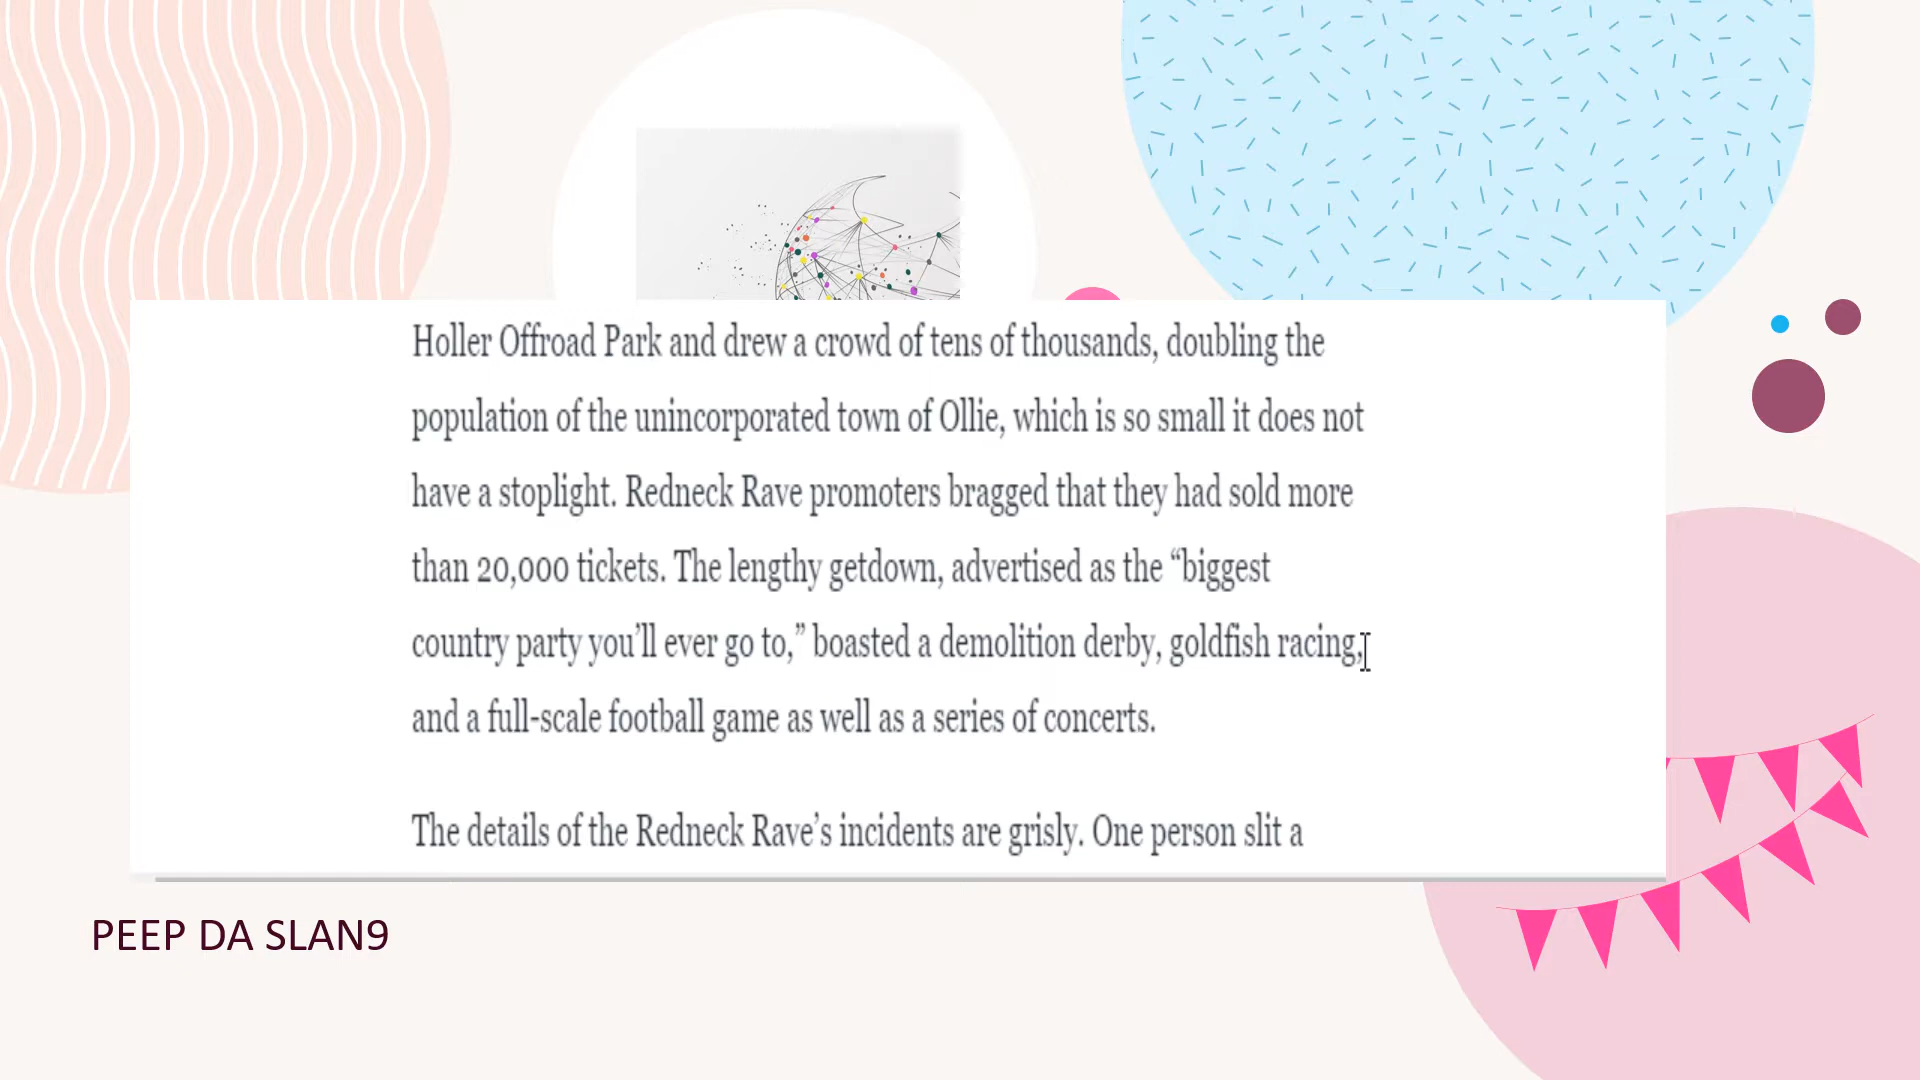 Holler Offroad Park and drew a crowd of tens of thousands, doubling the
population of the unincorporated town of Ollie, which is so small it does not
have a stoplight. Redneck Rave promoters bragged that they had sold more
than 20,000 tickets. The lengthy getdown, advertised as the “biggest
country party you’ll ever go to,” boasted a demolition derby, goldfish racing,
and a full-scale football game as well as a series of concerts.
The details of the Redneck Rave’s incidents are grisly. One person slit a
PEEP DA SLAN9